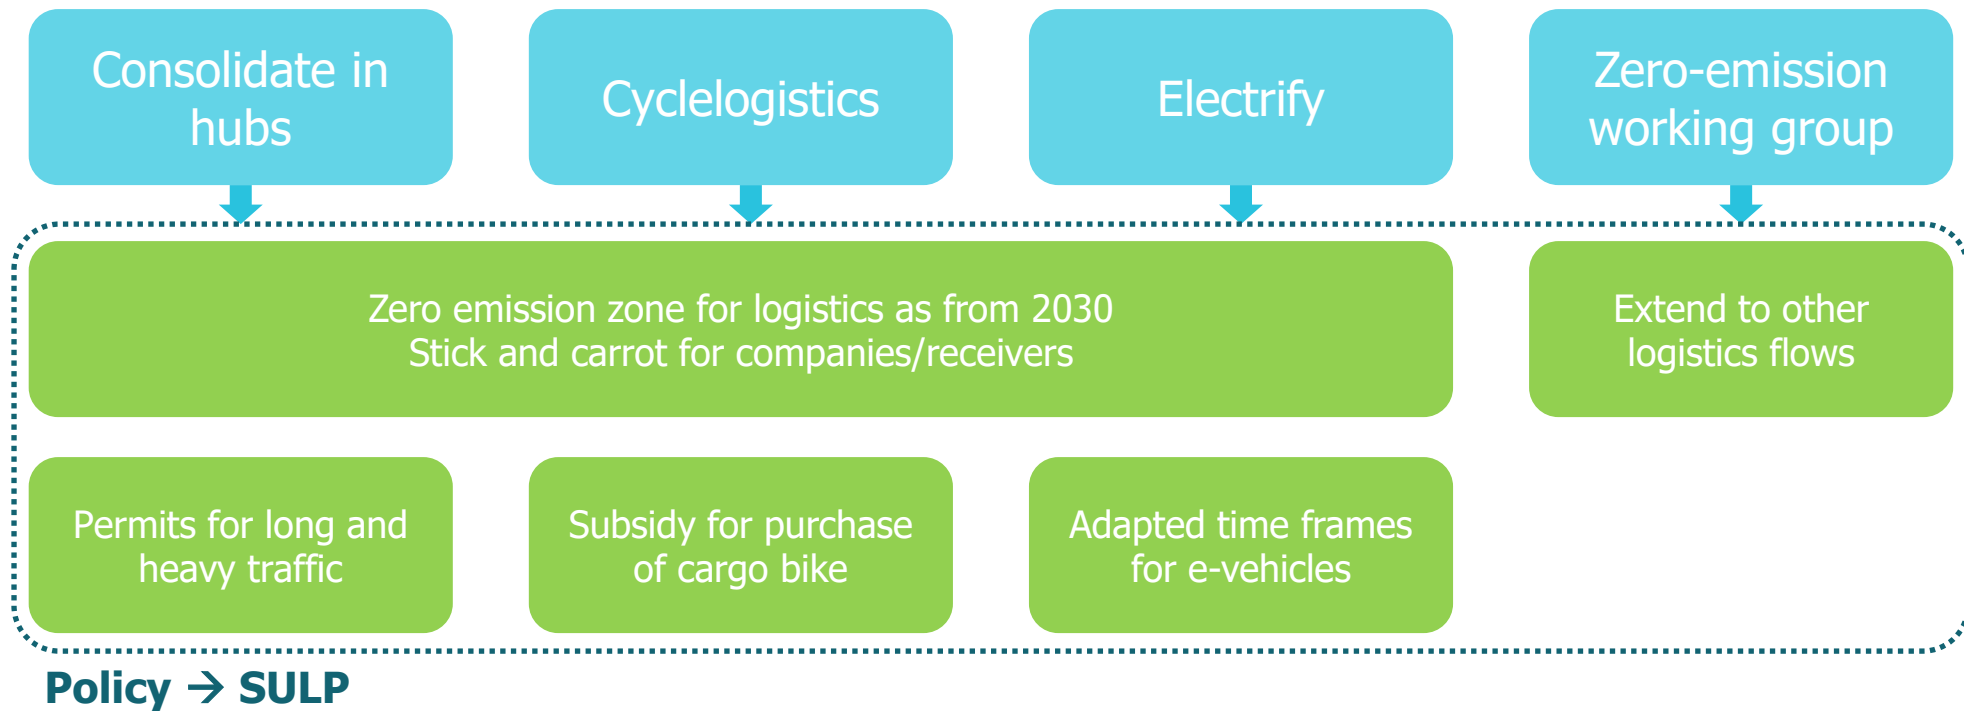 Consolidate in
hubs
Cyclelogistics
Electrify
Zero-emission
working group
Zero emission zone for logistics as from 2030
Stick and carrot for companies/receivers
Extend to other
logistics flows
Permits for long and
heavy traffic
Subsidy for purchase
of cargo bike
Adapted time frames
for e-vehicles
Policy → SULP